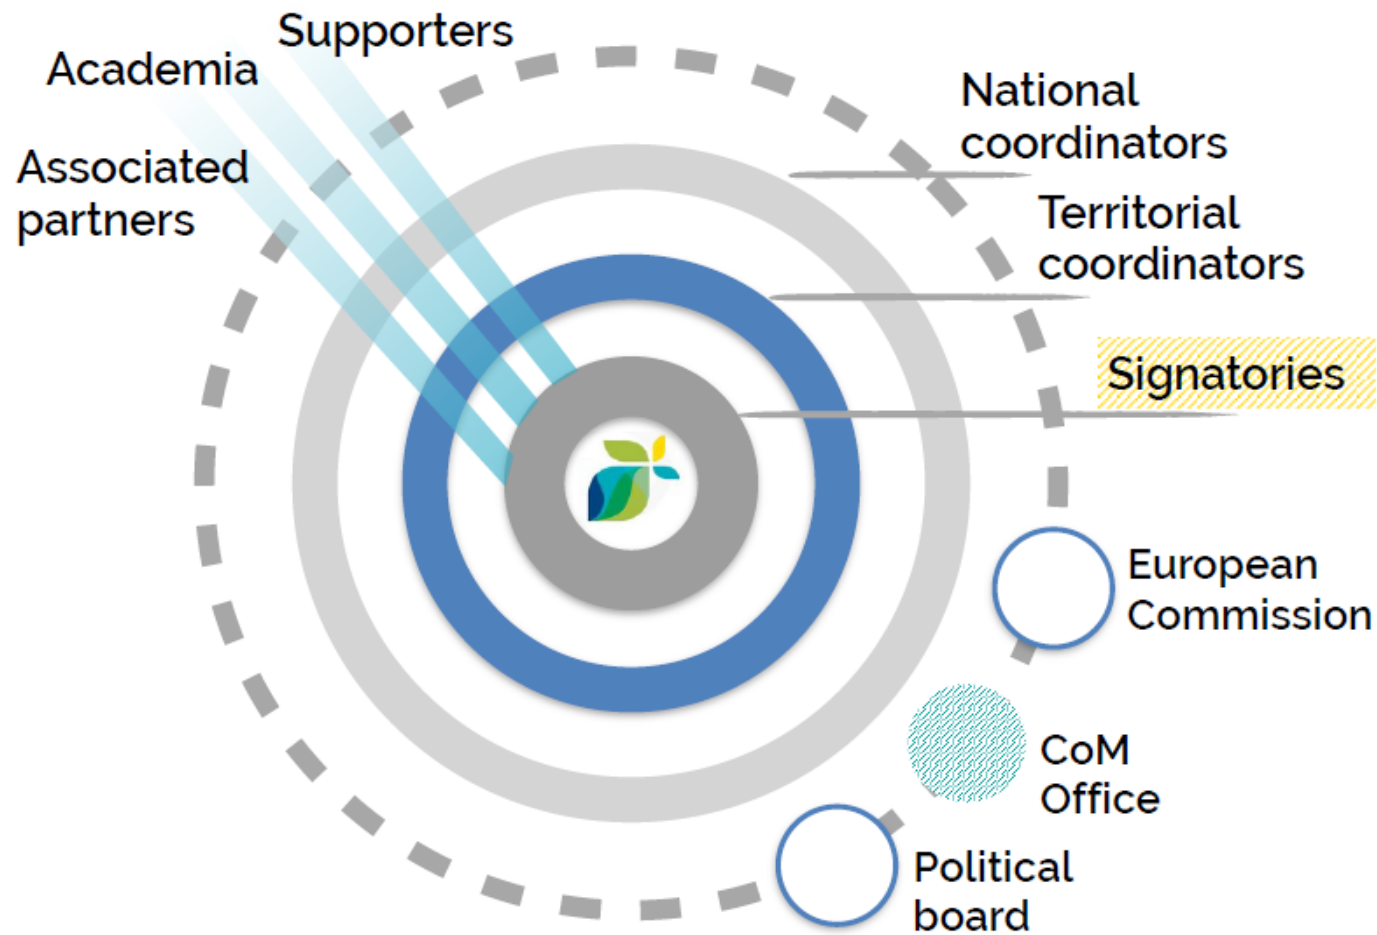 Supporters
Academia
Associated
partners
National
coordinators
Territorial
coordinators
Signatories
European
Commission
CoM
Office
Political
board